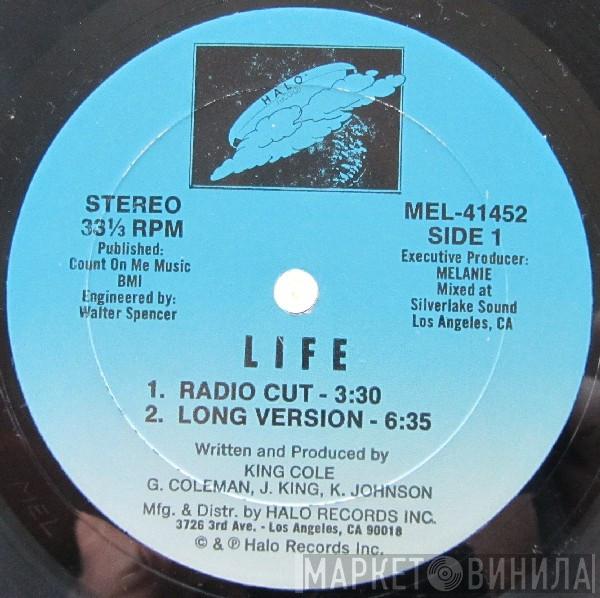 HALO
STEREO
33⅓ RPM
Published:
Count On Me Music
BMI
Engineered by:
Walter Spencer
MEL-41452
SIDE 1
Executive Producer:
MELANIE
Mixed at
Silverlake Sound
Los Angeles, CA
LIFE
1. RADIO CUT - 3:30
2. LONG VERSION - 6:35
Written and Produced by
KING COLE
G. COLEMAN, J. KING, K. JOHNSON
Mfg. & Distr. by HALO RECORDS INC.
3726 3rd Ave. - Los Angeles, CA 90018
© & ℗ Halo Records Inc.
MEL
МАРКЕТ ВИНИЛА